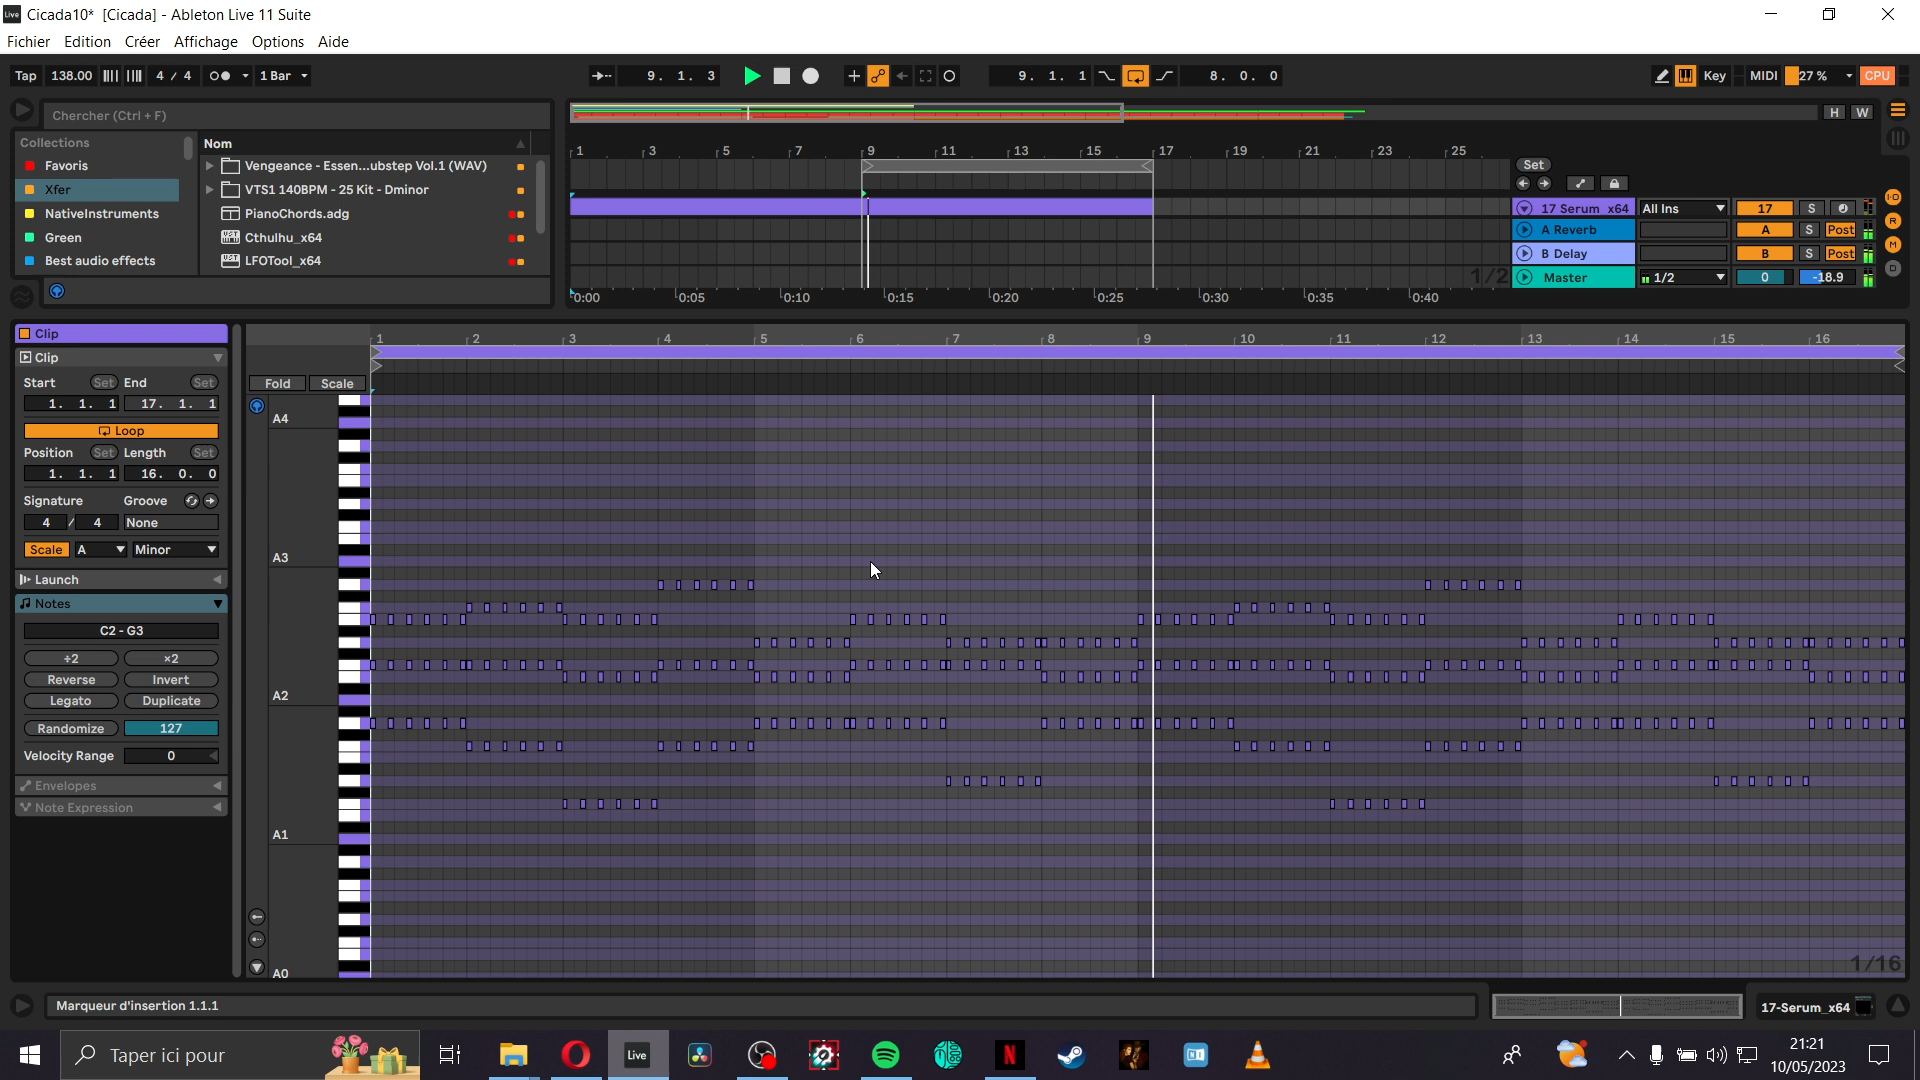 Live Cicada10* [Cicada] - Ableton Live 11 Suite
Fichier Edition Créer Affichage Options Aide
Tap 138.00 4 / 4 1 Bar 9. 1. 3 9. 1. 1 8. 0. 0 Key MIDI 27 % CPU
Chercher (Ctrl + F) H W
Collections Nom
Favoris Vengeance - Essen...ubstep Vol.1 (WAV)
Xfer VTS1 140BPM - 25 Kit - Dminor
NativeInstruments PianoChords.adg
Green Cthulhu_x64
Best audio effects LFOTool_x64
1 3 5 7 9 11 13 15 17 19 21 23 25
Set
17 Serum_x64 All Ins 17 S
A Reverb A S Post
B Delay B S Post
1/2 Master 1/2 0 -18.9
0:00 0:05 0:10 0:15 0:20 0:25 0:30 0:35 0:40
I·O
R
M
D
Clip
Clip
Start Set End Set
1. 1. 1 17. 1. 1
Loop
Position Set Length Set
1. 1. 1 16. 0. 0
Signature Groove
4 / 4 None
Scale A Minor
Launch
Notes
C2 - G3
÷2 ×2
Reverse Invert
Legato Duplicate
Randomize 127
Velocity Range 0
Envelopes
Note Expression
1 2 3 4 5 6 7 8 9 10 11 12 13 14 15 16
Fold Scale
A4
A3
A2
A1
A0
1/16
Marqueur d'insertion 1.1.1 17-Serum_x64
Taper ici pour Live N
21:21
10/05/2023